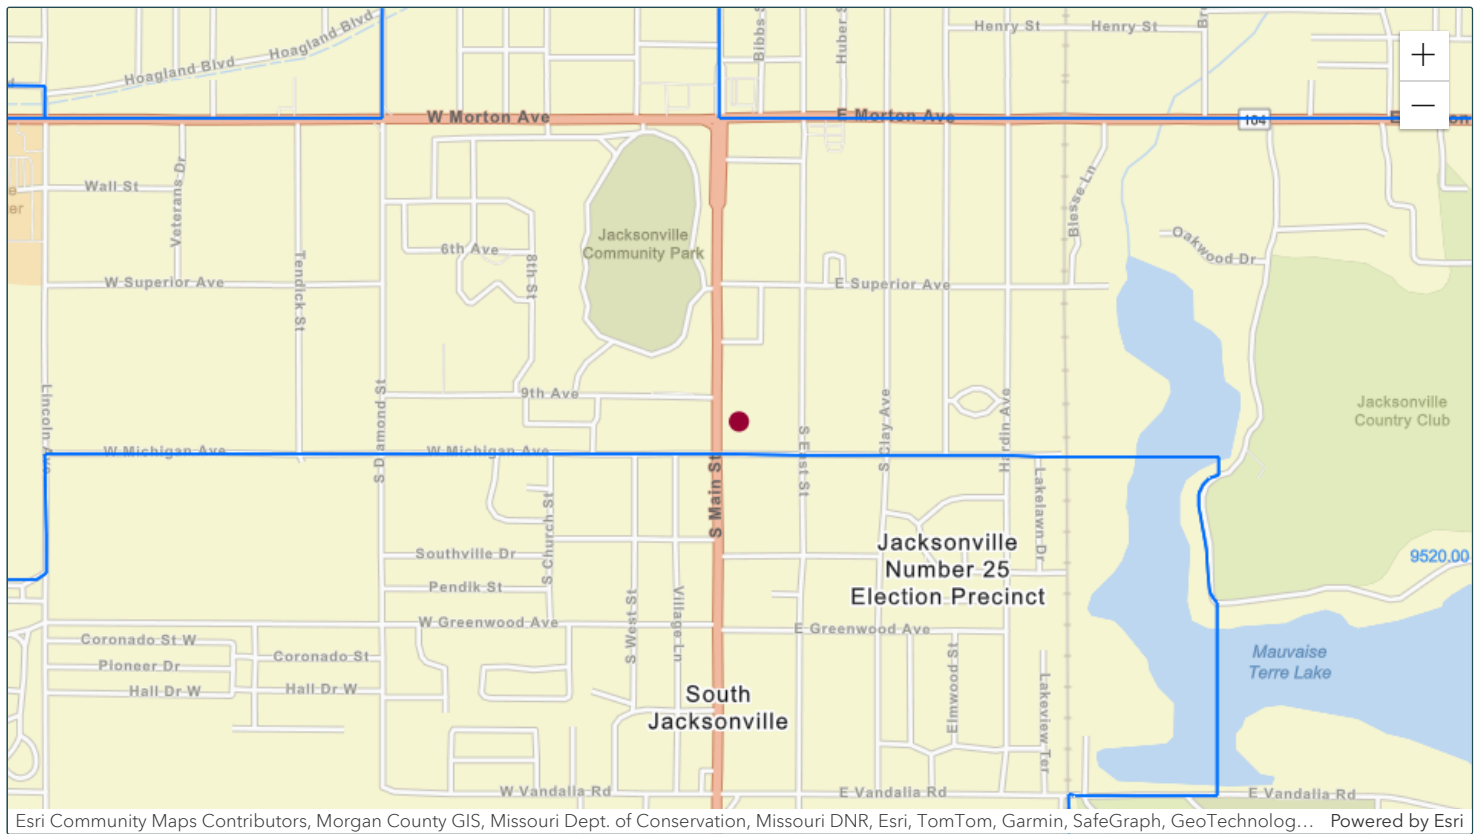 Hoagland Blvd
Hoagland Blvd
Bibbs S
Huber S
Henry St
Henry St
Br
+
−
W Morton Ave
E Morton Ave
104
E
on
Wall St
Veterans Dr
Blesse Ln
e
er
Jacksonville
Community Park
Oakwood Dr
6th Ave
8th St
W Superior Ave
Tendick St
E Superior Ave
Lincoln Ave
S Diamond St
9th Ave
S Clay Ave
Hardin Ave
Jacksonville
Country Club
W Michigan Ave
W Michigan Ave
S Main St
S East St
Lakelawn Dr
S Church St
Southville Dr
Jacksonville
Number 25
Election Precinct
9520.00
Pendik St
S West St
Village Ln
W Greenwood Ave
E Greenwood Ave
Coronado St W
Coronado St
Pioneer Dr
Hall Dr W
Hall Dr W
Elmwood St
Lakeview Ter
Mauvaise
Terre Lake
South
Jacksonville
W Vandalia Rd
E Vandalia Rd
E Vandalia Rd
Esri Community Maps Contributors, Morgan County GIS, Missouri Dept. of Conservation, Missouri DNR, Esri, TomTom, Garmin, SafeGraph, GeoTechnolog... Powered by Esri